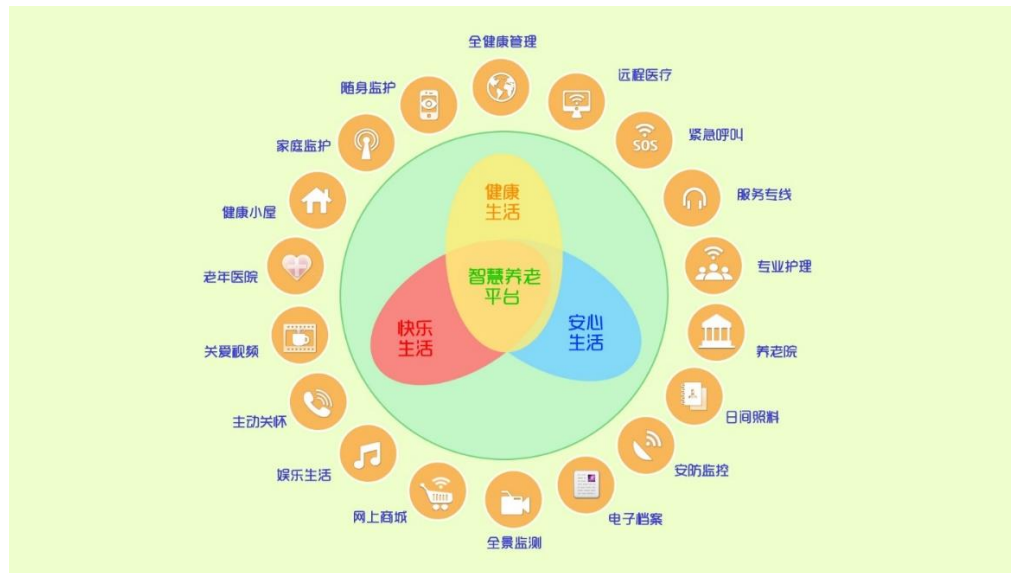 全健康管理
远程医疗
紧急呼叫
SOS
服务专线
专业护理
养老院
日间照料
安防监控
电子档案
全景监测
网上商城
娱乐生活
主动关怀
关爱视频
老年医院
健康小屋
家庭监护
随身监护
健康
生活
智慧养老
平台
快乐
生活
安心
生活